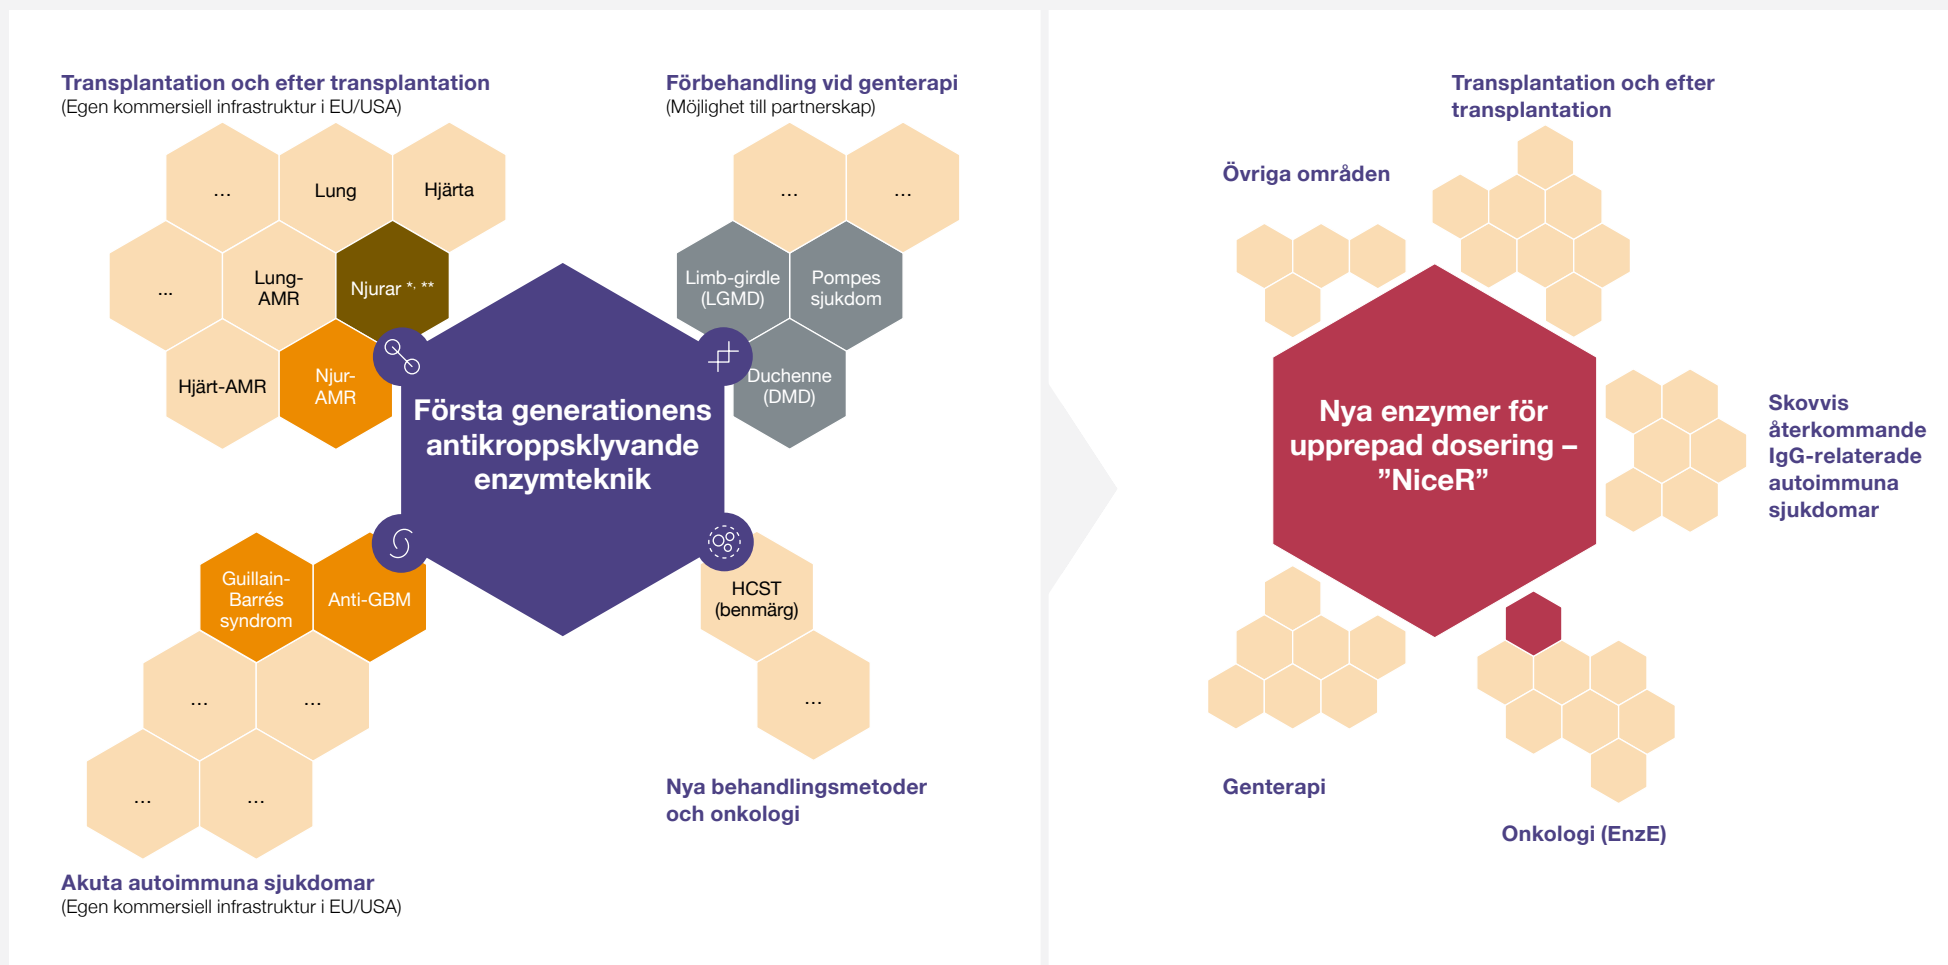 Transplantation och efter transplantation
(Egen kommersiell infrastruktur i EU/USA)
...
Lung
Hjärta
...
Lung-
AMR
Njurar *, **
Hjärt-AMR
Njur-
AMR
Förbehandling vid genterapi
(Möjlighet till partnerskap)
...
...
Limb-girdle
(LGMD)
Pompes
sjukdom
Duchenne
(DMD)
Första generationens
antikroppsklyvande
enzymteknik
Guillain-
Barrés
syndrom
Anti-GBM
...
...
...
...
Akuta autoimmuna sjukdomar
(Egen kommersiell infrastruktur i EU/USA)
HCST
(benmärg)
...
Nya behandlingsmetoder
och onkologi
Transplantation och efter
transplantation
Övriga områden
Nya enzymer för
upprepad dosering –
”NiceR”
Skovvis
återkommande
IgG-relaterade
autoimmuna
sjukdomar
Genterapi
Onkologi (EnzE)